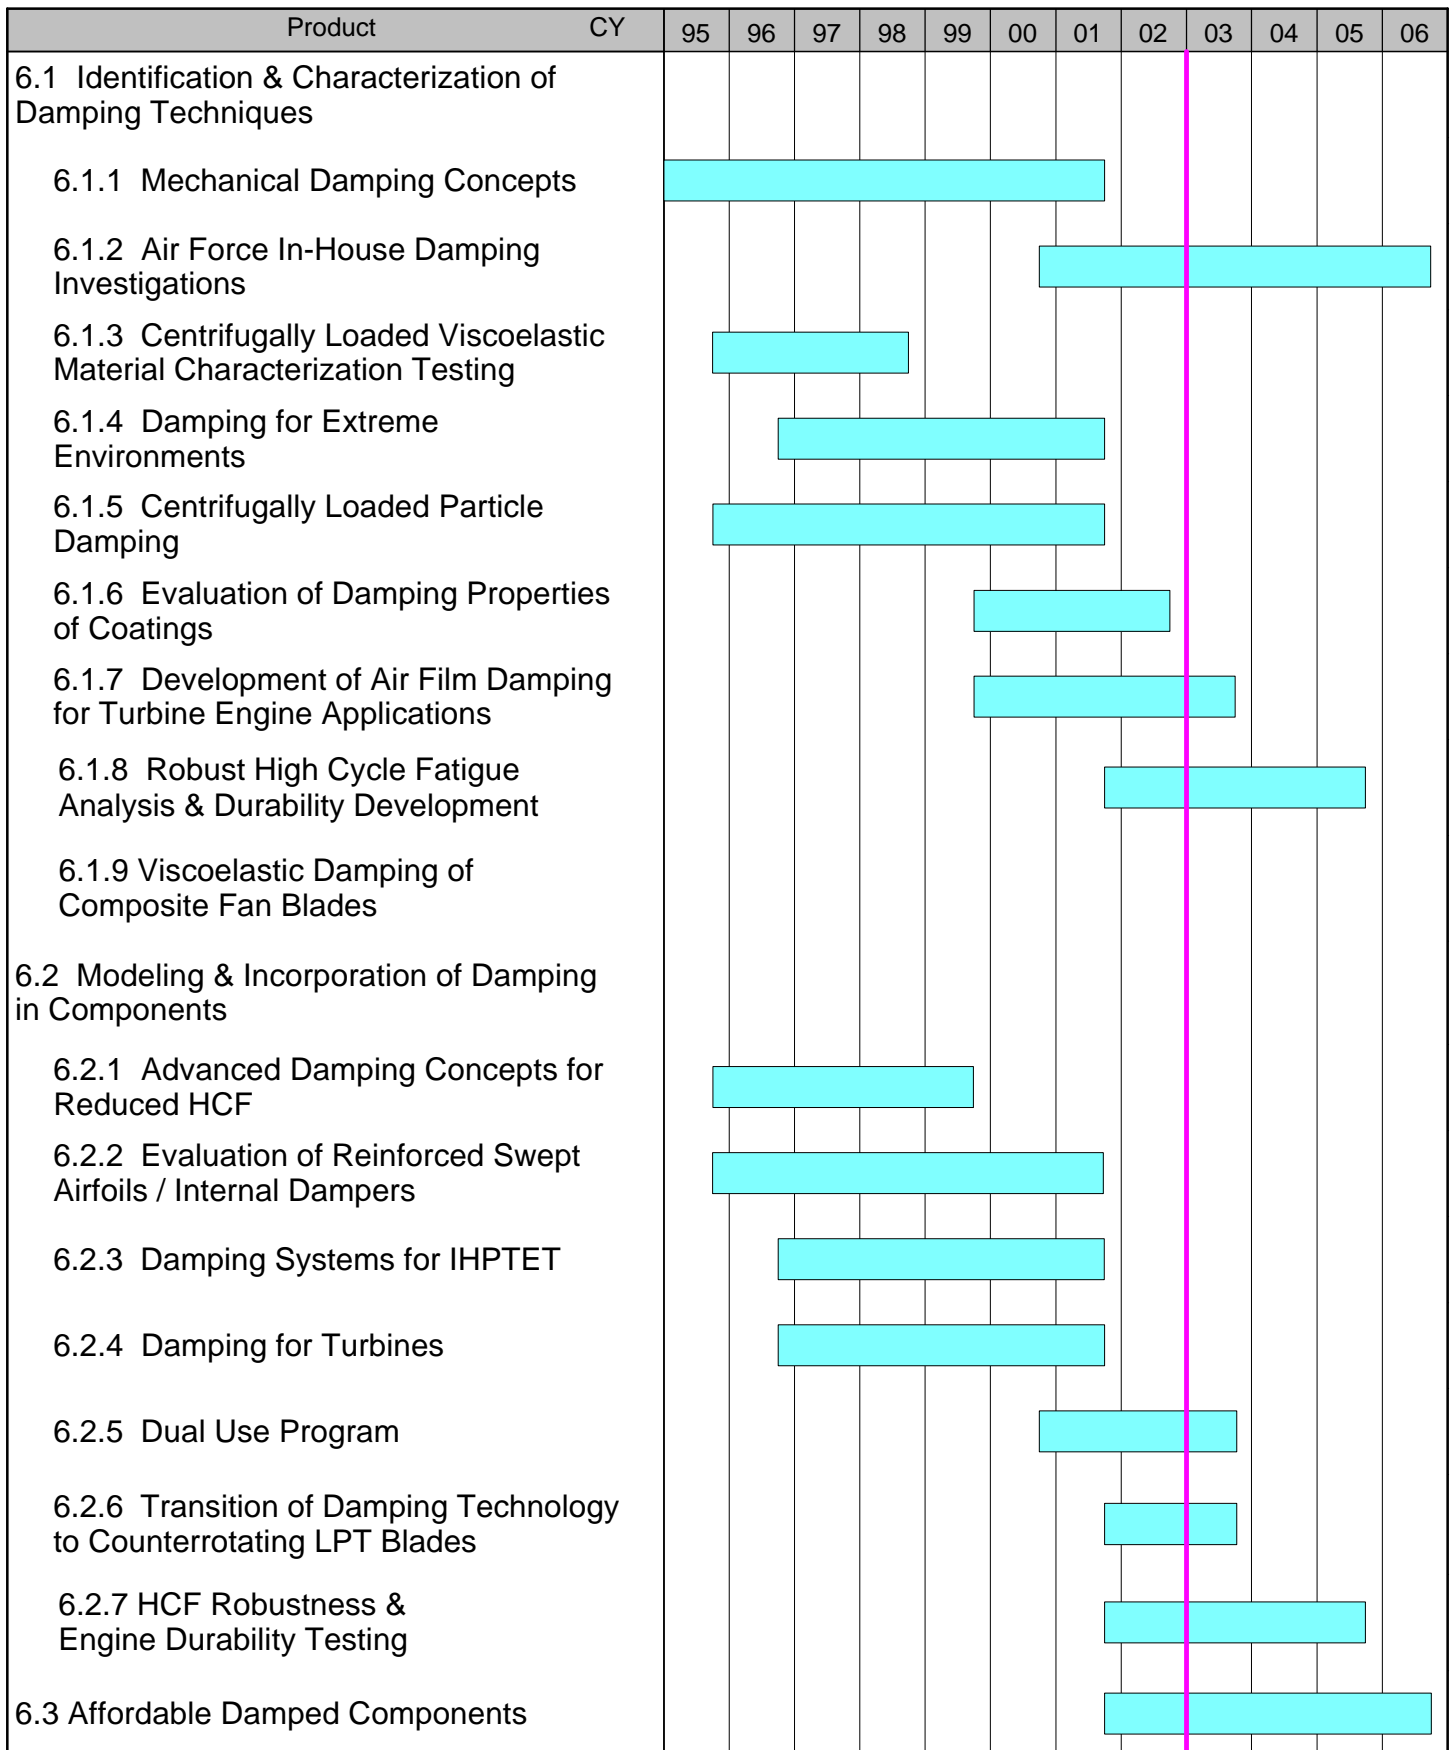 Product CY 95 96 97 98 99 00 01 02 03 04 05 06
6.1 Identification & Characterization of
Damping Techniques
6.1.1 Mechanical Damping Concepts
6.1.2 Air Force In-House Damping
Investigations
6.1.3 Centrifugally Loaded Viscoelastic
Material Characterization Testing
6.1.4 Damping for Extreme
Environments
6.1.5 Centrifugally Loaded Particle
Damping
6.1.6 Evaluation of Damping Properties
of Coatings
6.1.7 Development of Air Film Damping
for Turbine Engine Applications
6.1.8 Robust High Cycle Fatigue
Analysis & Durability Development
6.1.9 Viscoelastic Damping of
Composite Fan Blades
6.2 Modeling & Incorporation of Damping
in Components
6.2.1 Advanced Damping Concepts for
Reduced HCF
6.2.2 Evaluation of Reinforced Swept
Airfoils / Internal Dampers
6.2.3 Damping Systems for IHPTET
6.2.4 Damping for Turbines
6.2.5 Dual Use Program
6.2.6 Transition of Damping Technology
to Counterrotating LPT Blades
6.2.7 HCF Robustness &
Engine Durability Testing
6.3 Affordable Damped Components